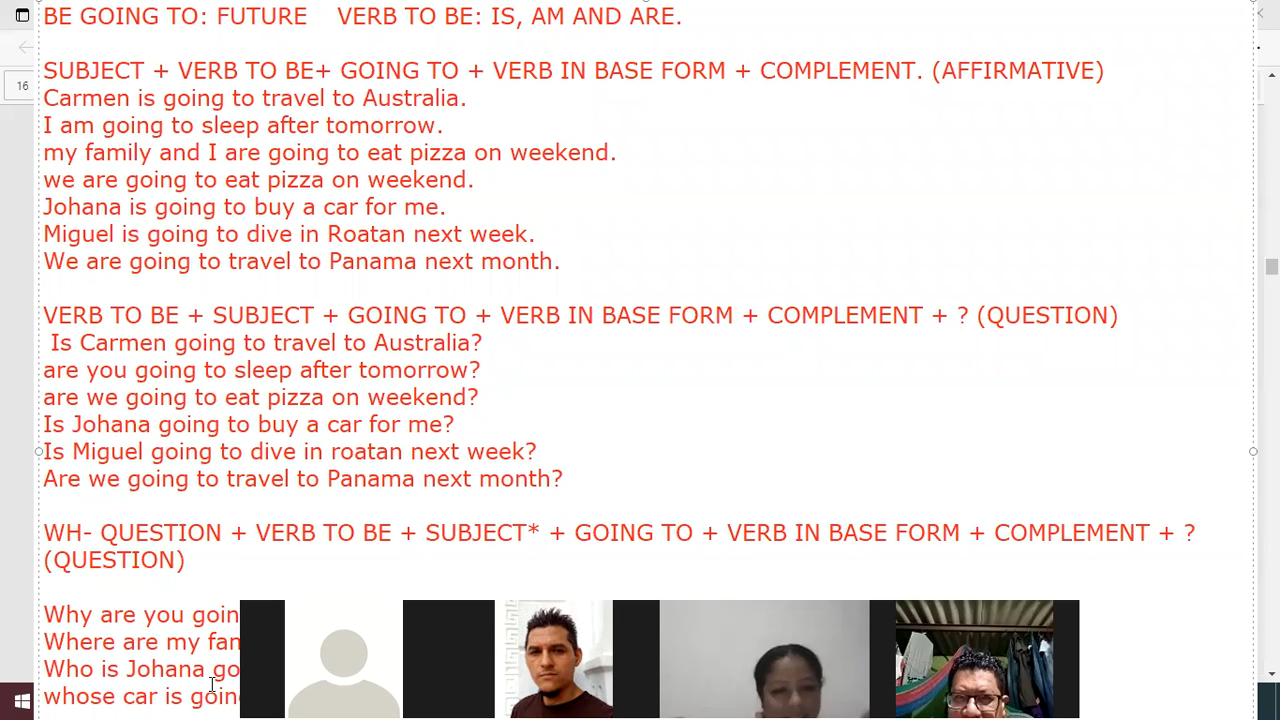 BE GOING TO: FUTURE    VERB TO BE: IS, AM AND ARE.
SUBJECT + VERB TO BE+ GOING TO + VERB IN BASE FORM + COMPLEMENT. (AFFIRMATIVE)
16
Carmen is going to travel to Australia.
I am going to sleep after tomorrow.
my family and I are going to eat pizza on weekend.
we are going to eat pizza on weekend.
Johana is going to buy a car for me.
Miguel is going to dive in Roatan next week.
We are going to travel to Panama next month.
VERB TO BE + SUBJECT + GOING TO + VERB IN BASE FORM + COMPLEMENT + ? (QUESTION)
Is Carmen going to travel to Australia?
are you going to sleep after tomorrow?
are we going to eat pizza on weekend?
Is Johana going to buy a car for me?
Is Miguel going to dive in roatan next week?
Are we going to travel to Panama next month?
WH- QUESTION + VERB TO BE + SUBJECT* + GOING TO + VERB IN BASE FORM + COMPLEMENT + ?
(QUESTION)
Why are you goin
Where are my fam
Who is Johana go
whose car is goin